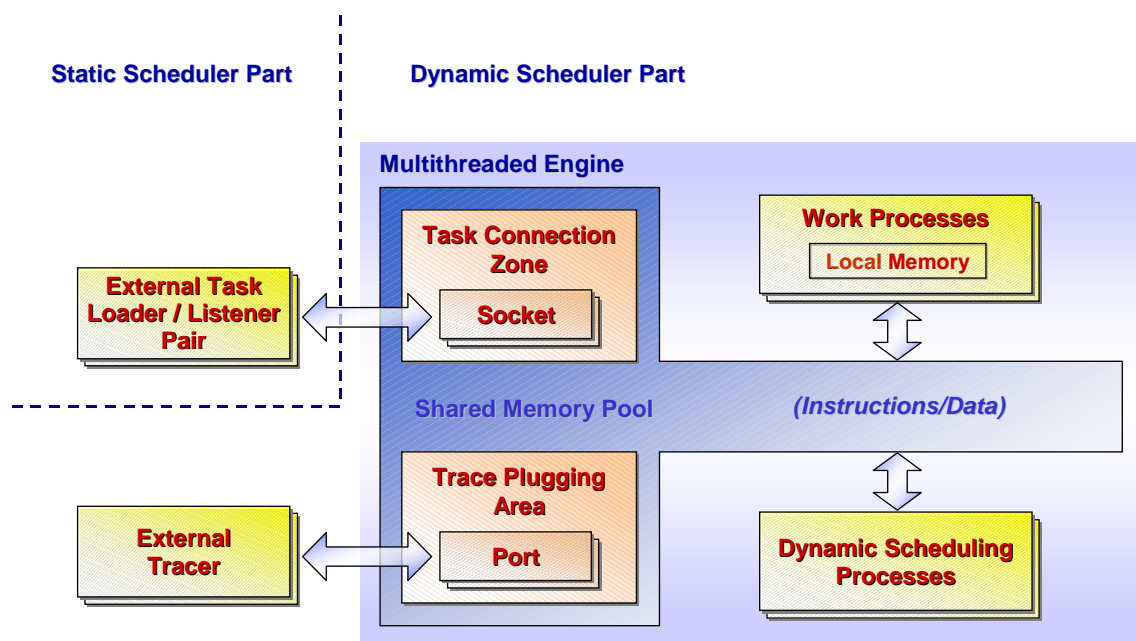 Static Scheduler Part
Dynamic Scheduler Part
Multithreaded Engine
Task Connection
Zone
Socket
Work Processes
Local Memory
External Task
Loader / Listener
Pair
Shared Memory Pool
(Instructions/Data)
Trace Plugging
Area
Port
External
Tracer
Dynamic Scheduling
Processes